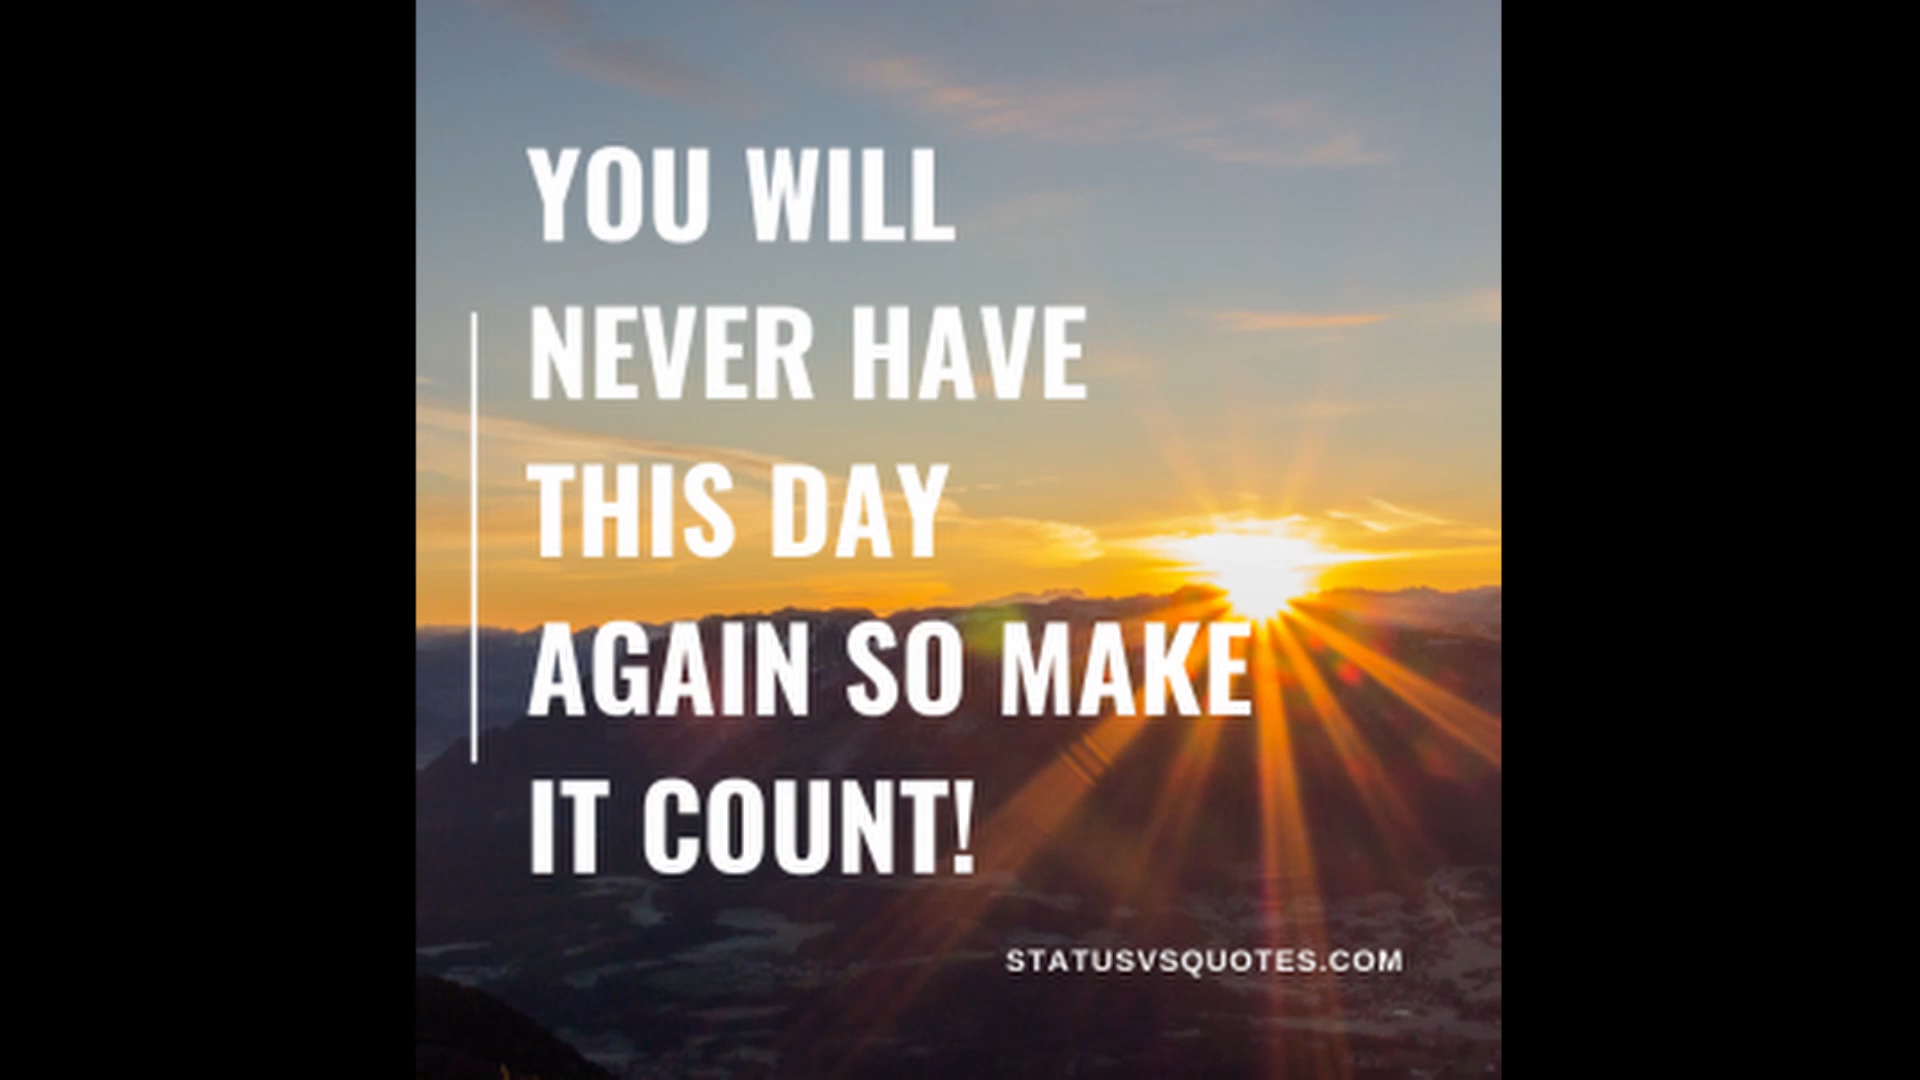 YOU WILL
NEVER HAVE
THIS DAY
AGAIN SO MAKE
IT COUNT!
STATUSVSQUOTES.COM